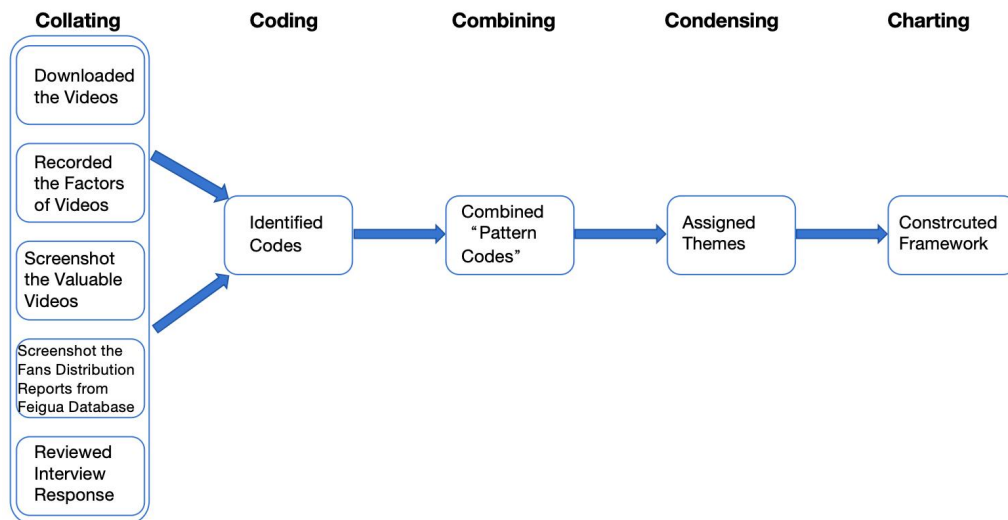 Collating
Coding
Combining
Condensing
Charting
Downloaded
the Videos
Recorded
the Factors
of Videos
Screenshot
the Valuable
Videos
Screenshot the
Fans Distribution
Reports from
Feigua Database
Reviewed
Interview
Response
Identified
Codes
Combined
“Pattern
Codes”
Assigned
Themes
Constrcuted
Framework